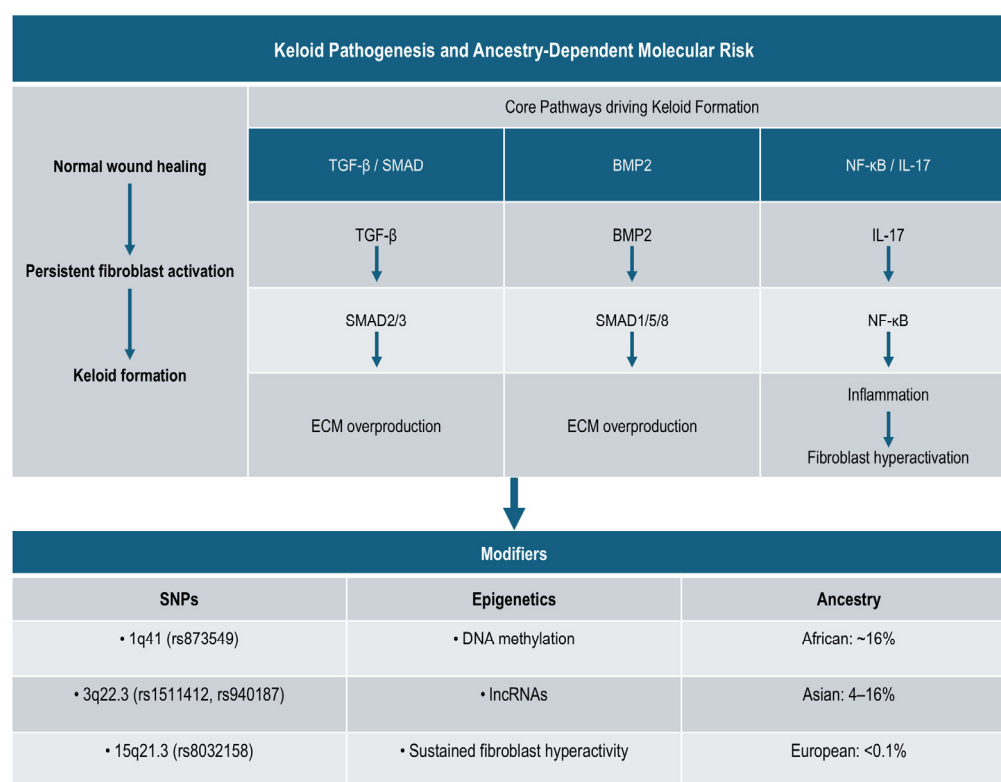 Keloid Pathogenesis and Ancestry-Dependent Molecular Risk
Normal wound healing
Persistent fibroblast activation
Keloid formation
Core Pathways driving Keloid Formation
TGF-β / SMAD
BMP2
NF-κB / IL-17
TGF-β
BMP2
IL-17
SMAD2/3
SMAD1/5/8
NF-κB
ECM overproduction
ECM overproduction
Inflammation
Fibroblast hyperactivation
Modifiers
SNPs
Epigenetics
Ancestry
• 1q41 (rs873549)
• DNA methylation
African: ~16%
• 3q22.3 (rs1511412, rs940187)
• lncRNAs
Asian: 4–16%
• 15q21.3 (rs8032158)
• Sustained fibroblast hyperactivity
European: <0.1%